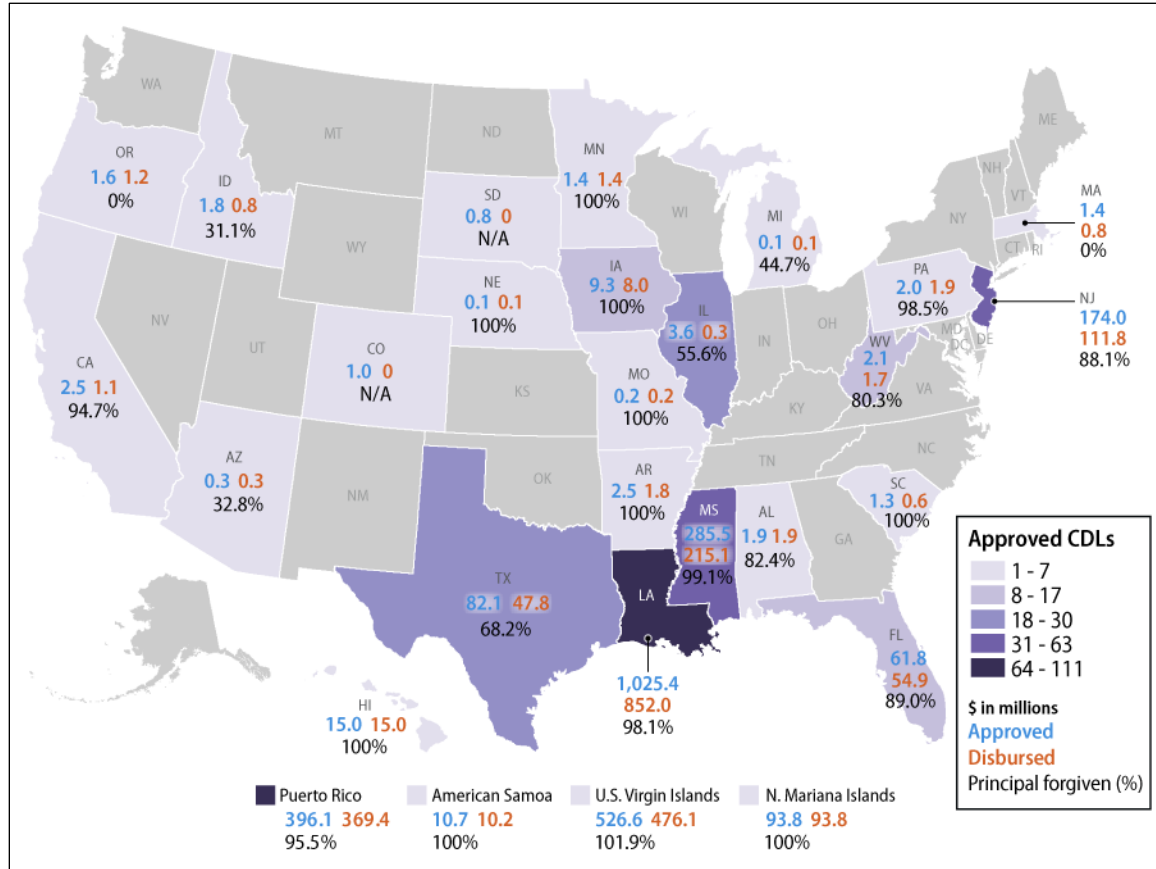 WA
MT
ND
ME
OR
1.6 1.2
0%
ID
1.8 0.8
31.1%
MN
1.4 1.4
100%
SD
0.8 0
N/A
WI
MI
0.1 0.1
44.7%
NH
VT
NY
MA
1.4
0.8
0%
CT
RI
WY
NE
0.1 0.1
100%
IA
9.3 8.0
100%
PA
2.0 1.9
98.5%
NJ
174.0
111.8
88.1%
NV
UT
CO
1.0 0
N/A
IL
3.6 0.3
55.6%
IN
OH
WV
2.1
1.7
80.3%
MD
DC
DE
VA
CA
2.5 1.1
94.7%
KS
MO
0.2 0.2
100%
KY
AZ
0.3 0.3
32.8%
NM
OK
AR
2.5 1.8
100%
TN
NC
SC
1.3 0.6
100%
TX
82.1 47.8
68.2%
LA
1,025.4
852.0
98.1%
MS
285.5
215.1
99.1%
AL
1.9 1.9
82.4%
GA
FL
61.8
54.9
89.0%
AK
HI
15.0 15.0
100%
Approved CDLs
1 - 7
8 - 17
18 - 30
31 - 63
64 - 111
$ in millions
Approved
Disbursed
Principal forgiven (%)
Puerto Rico
396.1 369.4
95.5%
American Samoa
10.7 10.2
100%
U.S. Virgin Islands
526.6 476.1
101.9%
N. Mariana Islands
93.8 93.8
100%